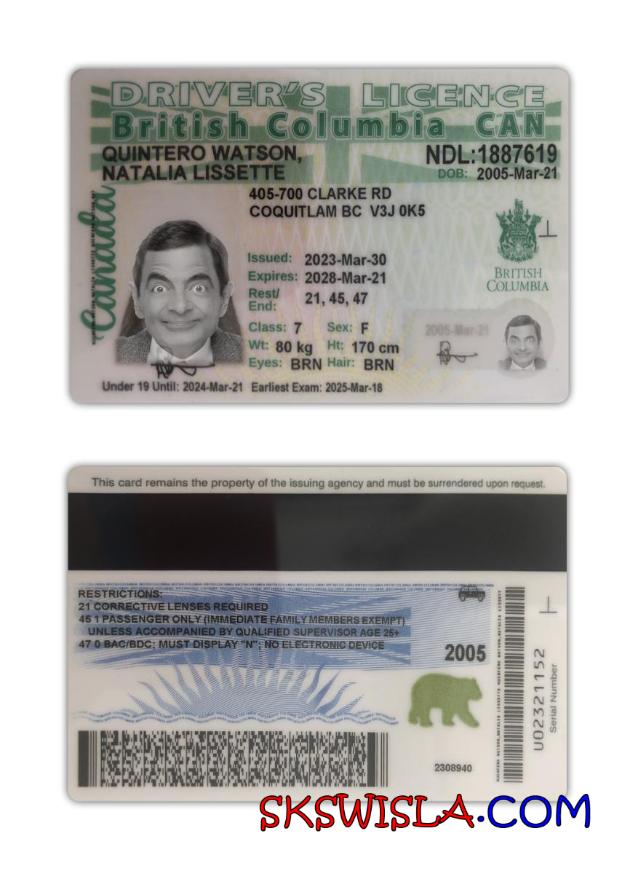 DRIVER'S LICENCE
British Columbia CAN
QUINTERO WATSON,
NATALIA LISSETTE
NDL:1887619
DOB: 2005-Mar-21
405-700 CLARKE RD
COQUITLAM BC V3J 0K5
Canada
Issued: 2023-Mar-30
Expires: 2028-Mar-21
Rest/
End: 21, 45, 47
Class: 7 Sex: F
Wt: 80 kg Ht: 170 cm
Eyes: BRN Hair: BRN
BRITISH
COLUMBIA
2005-Mar-21
Under 19 Until: 2024-Mar-21 Earliest Exam: 2025-Mar-18
This card remains the property of the issuing agency and must be surrendered upon request.
RESTRICTIONS:
21 CORRECTIVE LENSES REQUIRED
45 1 PASSENGER ONLY (IMMEDIATE FAMILY MEMBERS EXEMPT)
UNLESS ACCOMPANIED BY QUALIFIED SUPERVISOR AGE 25+
47 0 BAC/BDC; MUST DISPLAY "N"; NO ELECTRONIC DEVICE
2005
U02321152
Serial Number
2308940
SKSWISLA.COM